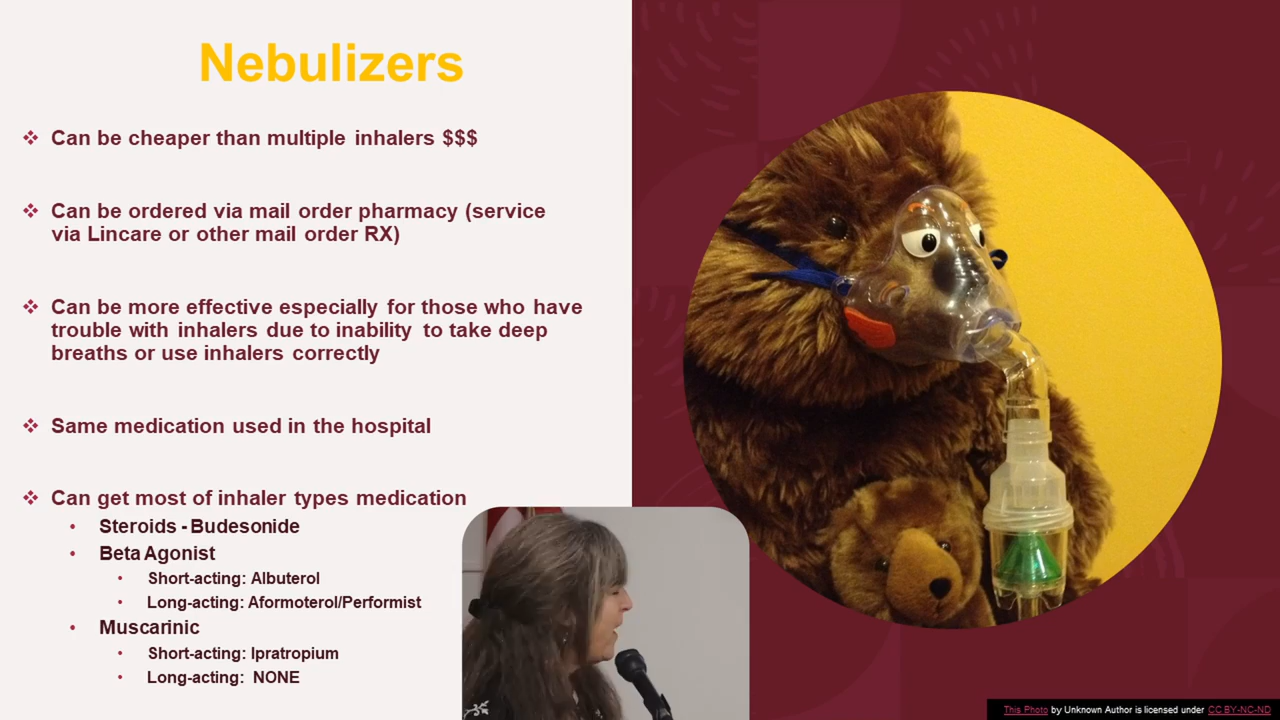 Nebulizers
❖ Can be cheaper than multiple inhalers $$$
❖ Can be ordered via mail order pharmacy (service
via Lincare or other mail order RX)
❖ Can be more effective especially for those who have
trouble with inhalers due to inability to take deep
breaths or use inhalers correctly
❖ Same medication used in the hospital
❖ Can get most of inhaler types medication
• Steroids - Budesonide
• Beta Agonist
• Short-acting: Albuterol
• Long-acting: Aformoterol/Performist
• Muscarinic
• Short-acting: Ipratropium
• Long-acting: NONE
This Photo by Unknown Author is licensed under CC BY-NC-ND